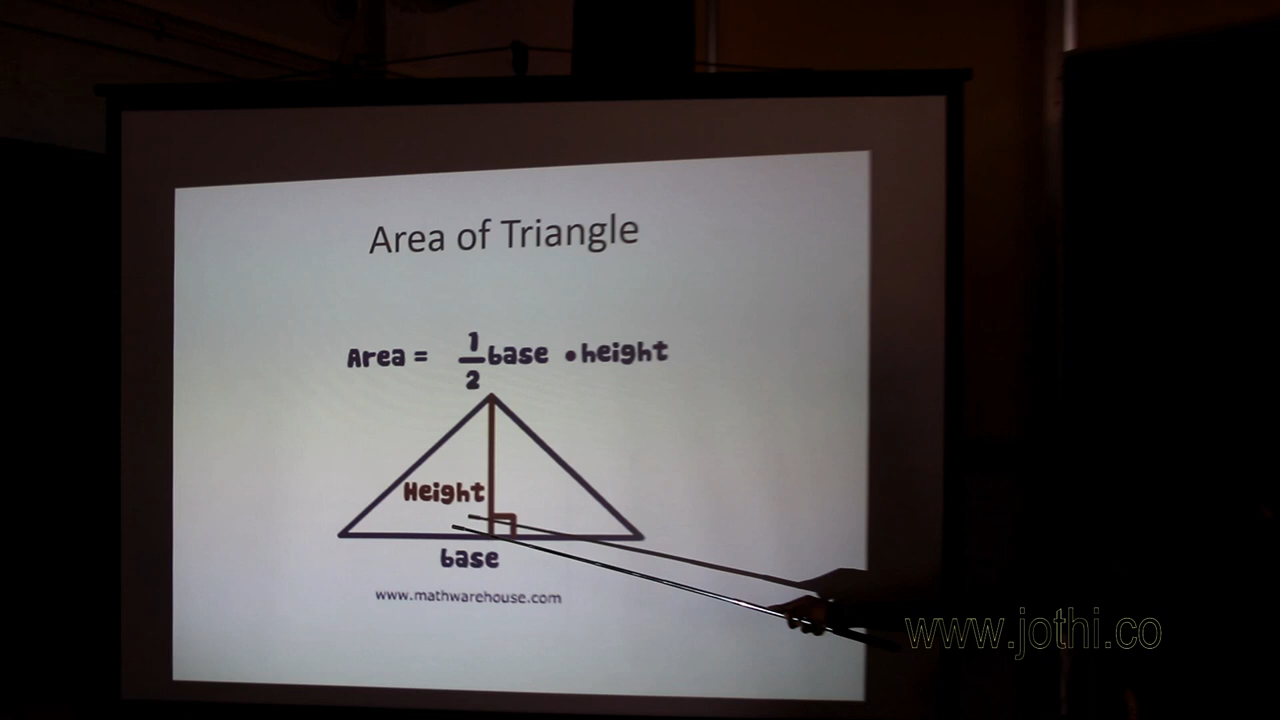 Area of Triangle
Area = 1/2 base • height
Height
base
www.mathwarehouse.com
www.jothi.co